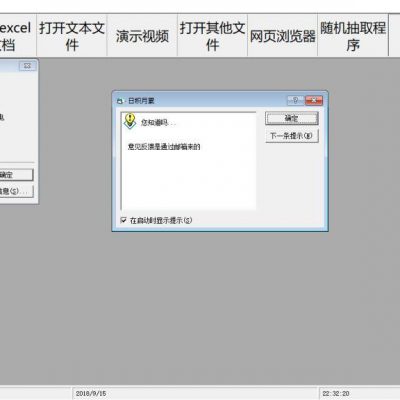 excel
文档
打开文本文
件
演示视频
打开其他文
件
网页浏览器
随机抽取程
序
确定
信息(S)...
日积月累
您知道吗...
意见反馈是通过邮箱来的
确定
下一条提示(N)
在启动时显示提示(S)
2018/9/15
22:32:20